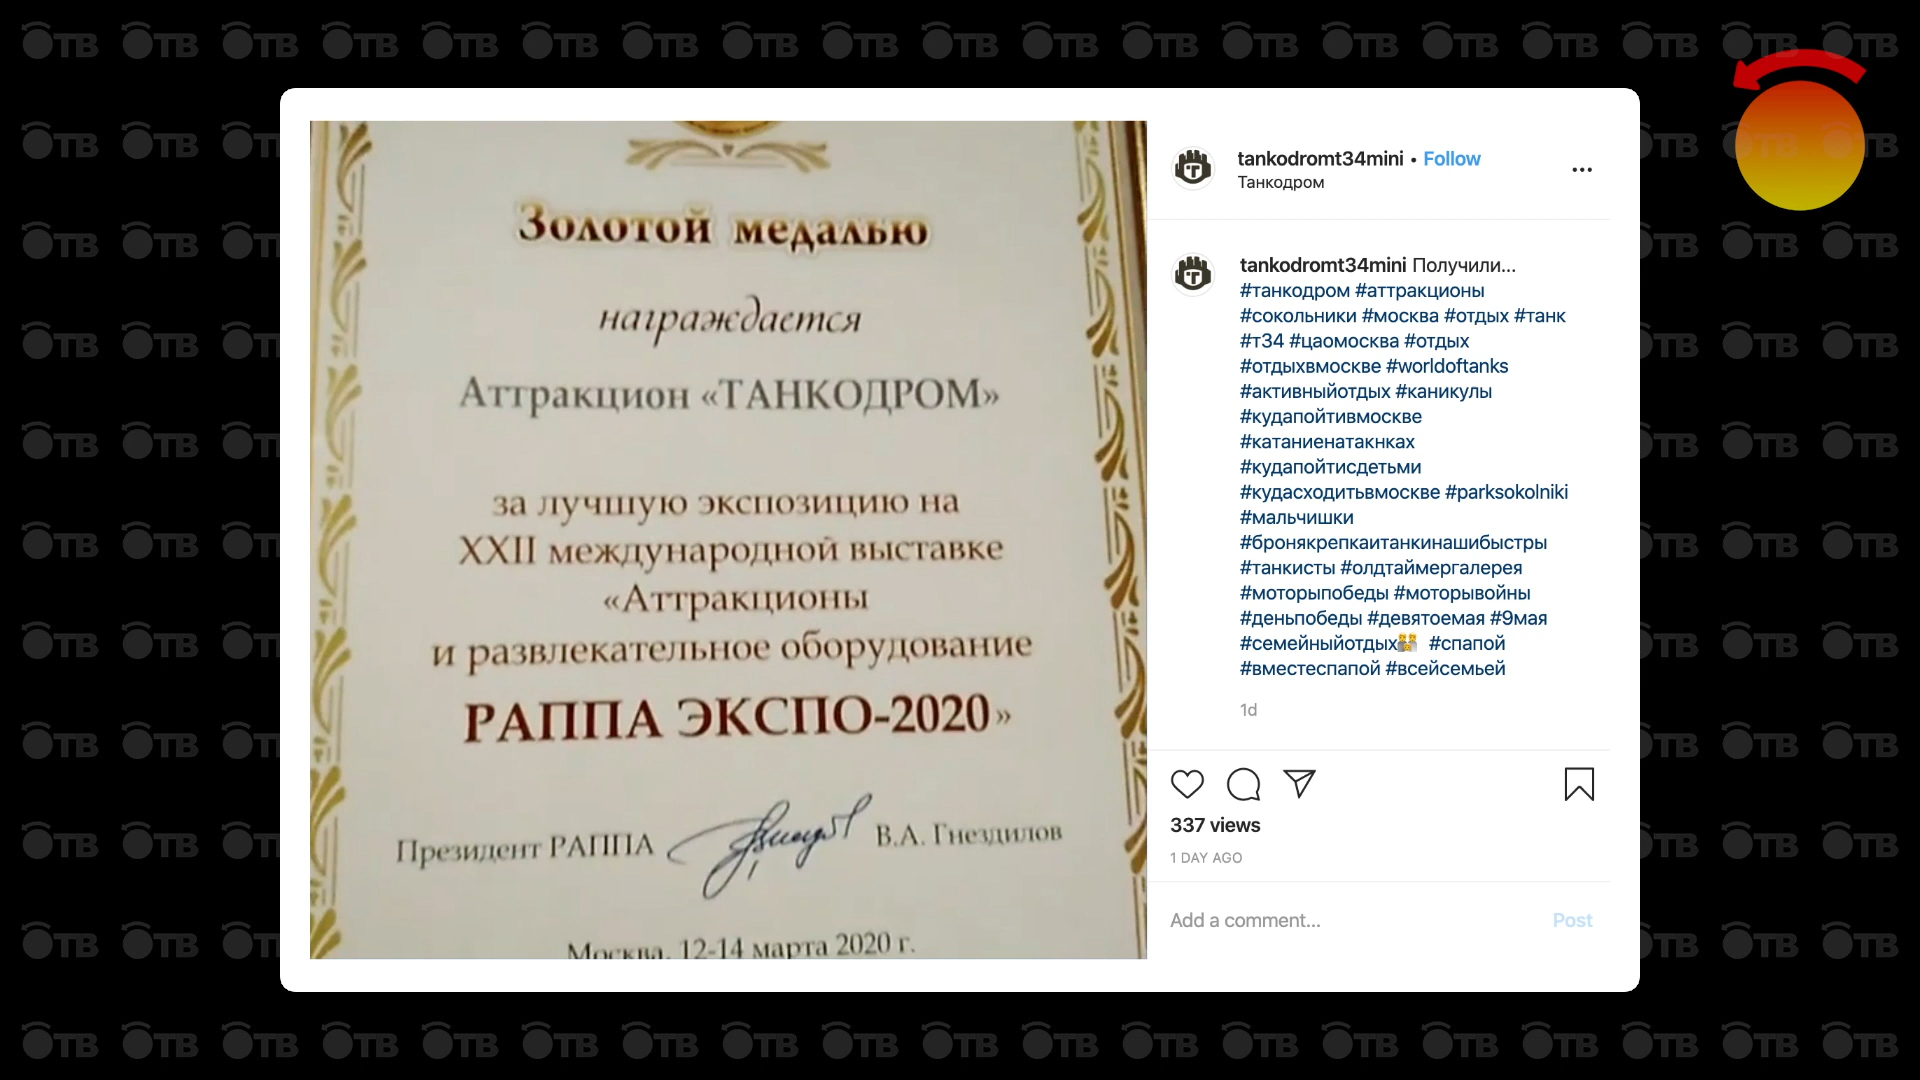 Золотой медалью
награждается
Аттракцион «ТАНКОДРОМ»
за лучшую экспозицию на
XXII международной выставке
«Аттракционы
и развлекательное оборудование
РАППА ЭКСПО-2020»
Президент РАППА В.А. Гнездилов
Москва, 12-14 марта 2020 г.
tankodromt34mini • Follow
Танкодром
tankodromt34mini Получили...
#танкодром #аттракционы
#сокольники #москва #отдых #танк
#т34 #цаомосква #отдых
#отдыхвмоскве #worldoftanks
#активныйотдых #каникулы
#кудапойтивмоскве
#катаниенатакнках
#кудапойтисдетьми
#кудасходитьвмоскве #parksokolniki
#мальчишки
#бронякрепкаитанкинашибыстры
#танкисты #олдтаймергалерея
#моторыпобеды #моторывойны
#деньпобеды #девятоемая #9мая
#семейныйотдых👨‍👩‍👧 #спапой
#вместеспапой #всейсемьей
1d
337 views
1 DAY AGO
Add a comment... Post